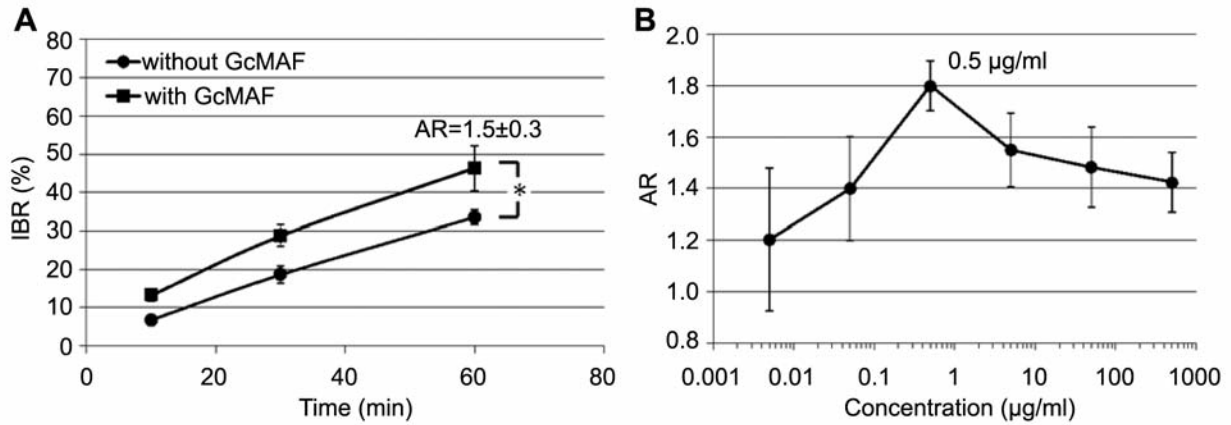 A
80
70
60
50
40
30
20
10
0
IBR (%)
without GcMAF
with GcMAF
AR=1.5±0.3
*
0
20
40
60
80
Time (min)
B
2.0
1.8
1.6
1.4
1.2
1.0
0.8
AR
0.5 µg/ml
0.001
0.01
0.1
1
10
100
1000
Concentration (µg/ml)